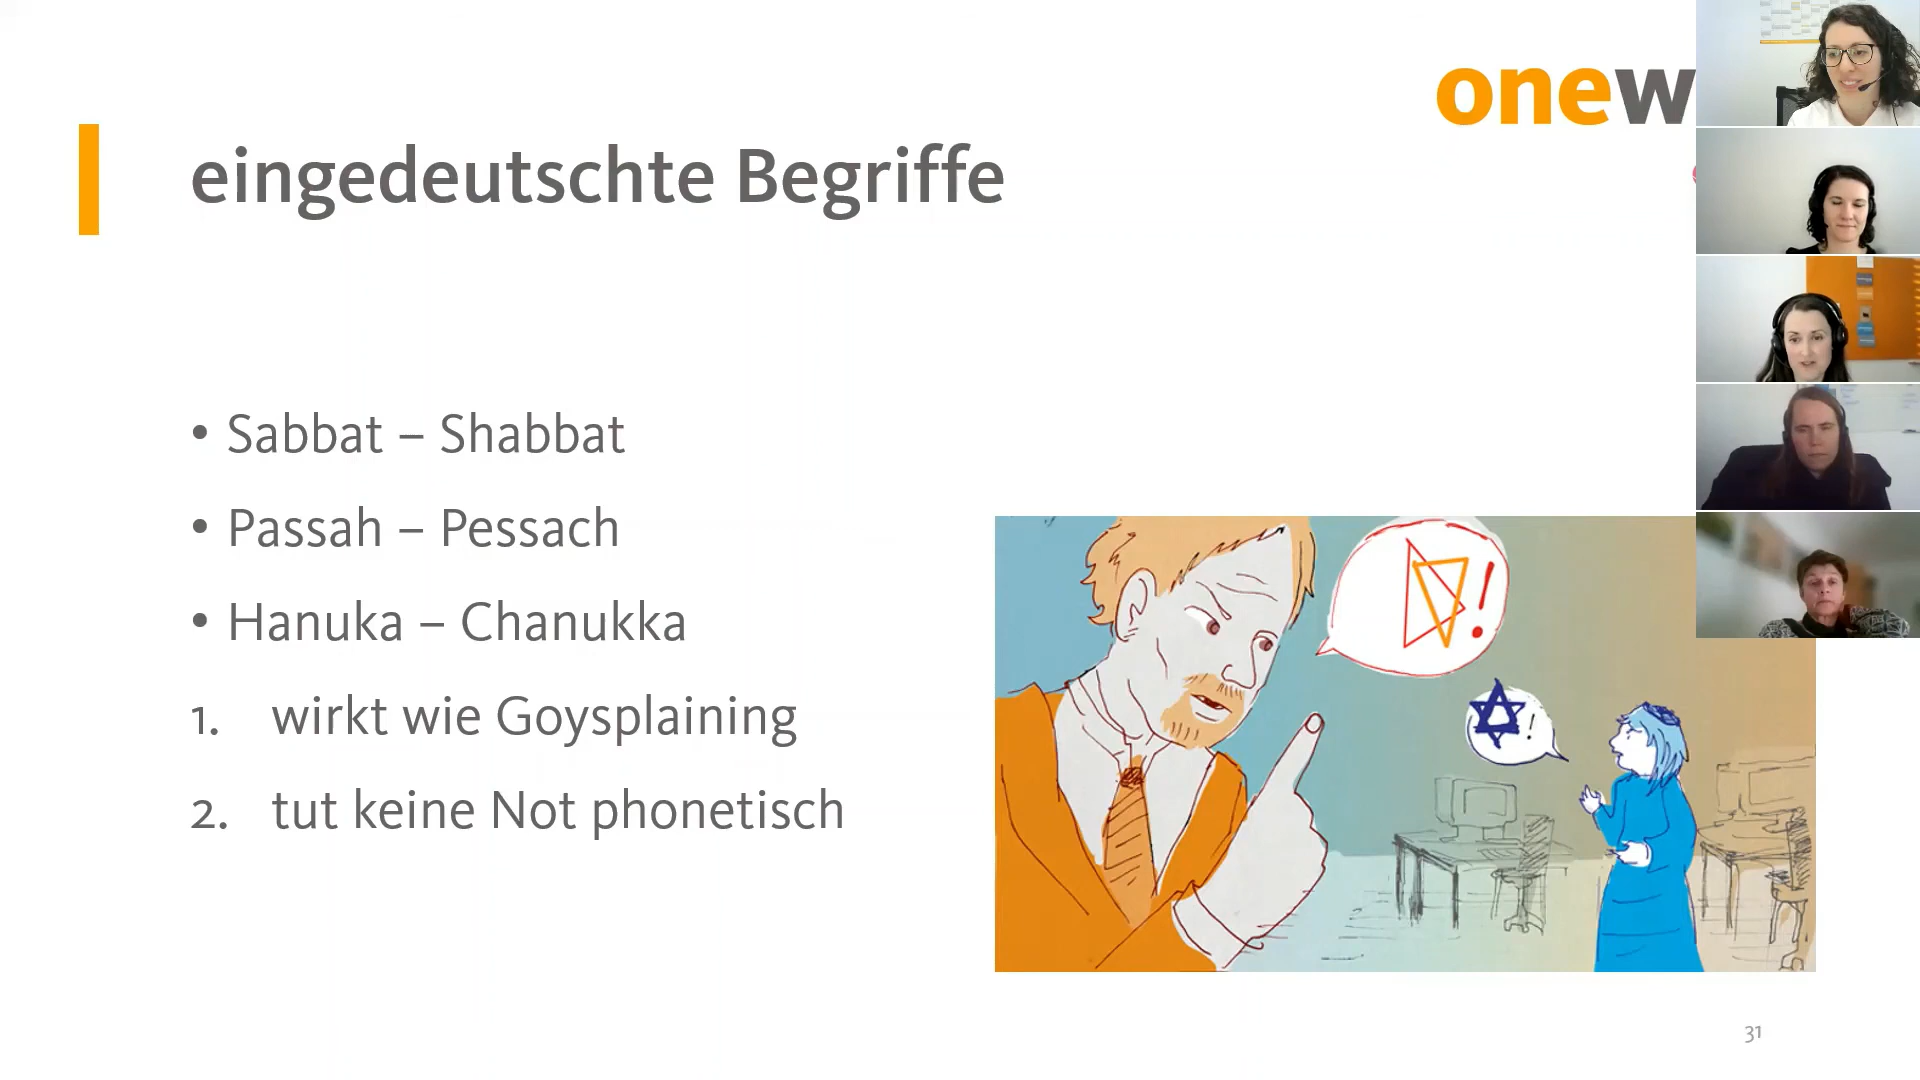 onew
eingedeutschte Begriffe
• Sabbat – Shabbat
• Passah – Pessach
• Hanuka – Chanukka
1. wirkt wie Goysplaining
2. tut keine Not phonetisch
!
!
31